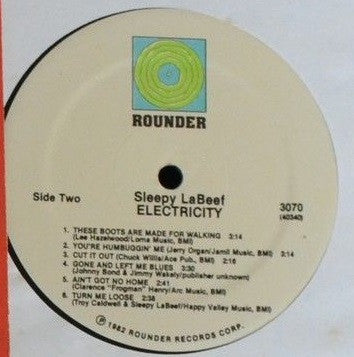 ROUNDER
Side Two
Sleepy LaBeef
ELECTRICITY
3070
(40340)
1. THESE BOOTS ARE MADE FOR WALKING 3:14
(Lee Hazelwood/Loma Music, BMI)
2. YOU'RE HUMBUGGIN' ME (Jerry Organ/Jamil Music, BMI) 3:14
3. CUT IT OUT (Chuck Willis/Ace Pub., BMI) 2:16
4. GONE AND LEFT ME BLUES 3:30
(Johnny Bond & Jimmy Wakely/publisher unknown)
5. AIN'T GOT NO HOME 2:41
(Clarence "Frogman" Henry/Arc Music, BMI)
6. TURN ME LOOSE 2:38
(Troy Caldwell & Sleepy LaBeef/Happy Valley Music, BMI)
℗ 1982 ROUNDER RECORDS CORP.